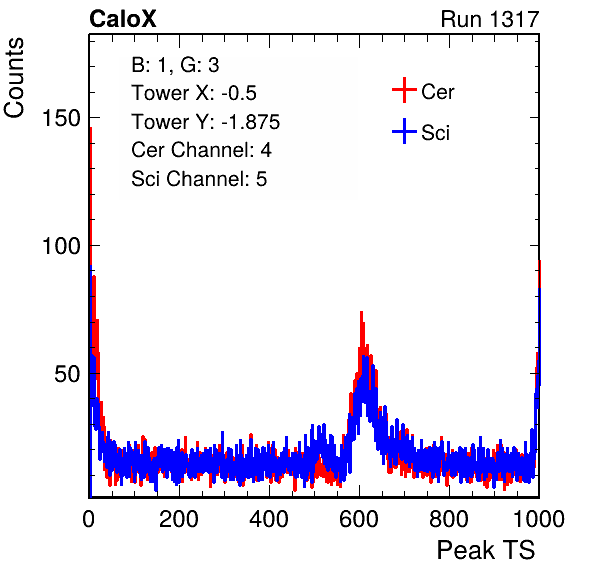 CaloX Run 1317
Counts
B: 1, G: 3
Tower X: -0.5
Tower Y: -1.875
Cer Channel: 4
Sci Channel: 5
Cer
Sci
150
100
50
0 200 400 600 800 1000
Peak TS